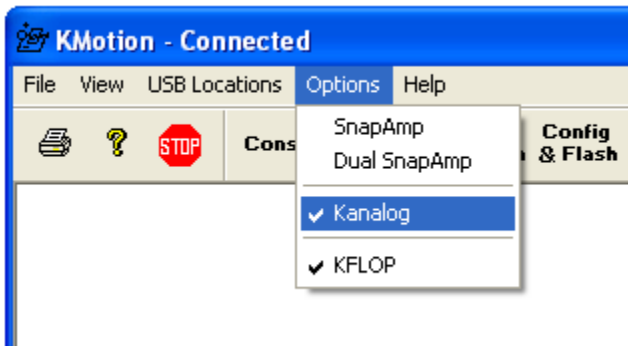 KMotion - Connected
File View USB Locations Options Help
STOP
Cons
Config
& Flash
SnapAmp
Dual SnapAmp
Kanalog
KFLOP